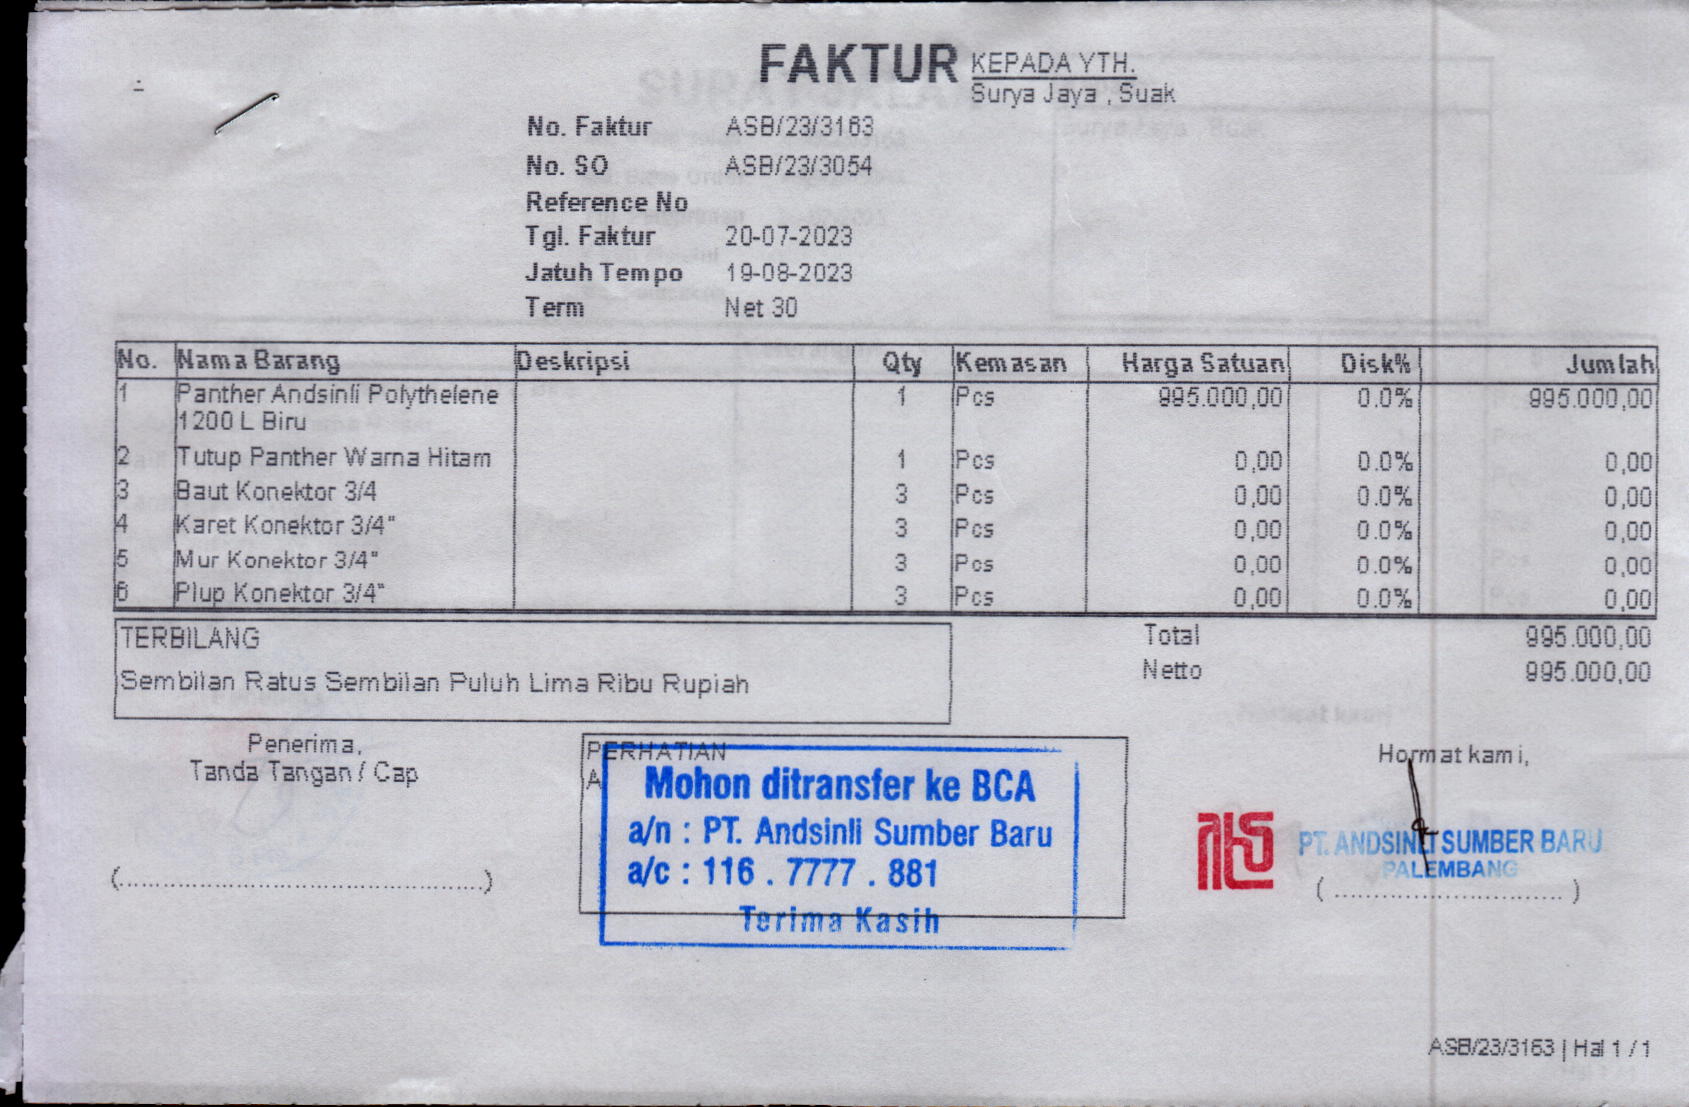 FAKTUR
KEPADA YTH.
Surya Jaya , Suak
No. Faktur ASB/23/3163
No. SO ASB/23/3054
Reference No
Tgl. Faktur 20-07-2023
Jatuh Tempo 19-08-2023
Term Net 30
No. Nama Barang Deskripsi Qty Kemasan Harga Satuan Disk% Jumlah
1 Panther Andsinli Polythelene 1 Pcs 995.000,00 0.0% 995.000,00
1200 L Biru
2 Tutup Panther Warna Hitam 1 Pcs 0,00 0.0% 0,00
3 Baut Konektor 3/4 3 Pcs 0,00 0.0% 0,00
4 Karet Konektor 3/4" 3 Pcs 0,00 0.0% 0,00
5 Mur Konektor 3/4" 3 Pcs 0,00 0.0% 0,00
6 Plup Konektor 3/4" 3 Pcs 0,00 0.0% 0,00
TERBILANG
Sembilan Ratus Sembilan Puluh Lima Ribu Rupiah
Total 995.000,00
Netto 995.000,00
Penerima,
Tanda Tangan / Cap
(................................................)
PERHATIAN
Mohon ditransfer ke BCA
a/n : PT. Andsinli Sumber Baru
a/c : 116 . 7777 . 881
Terima Kasih
Hormat kami,
PT. ANDSINLI SUMBER BARU
PALEMBANG
( .............................. )
ASB/23/3163 | Hal 1 / 1